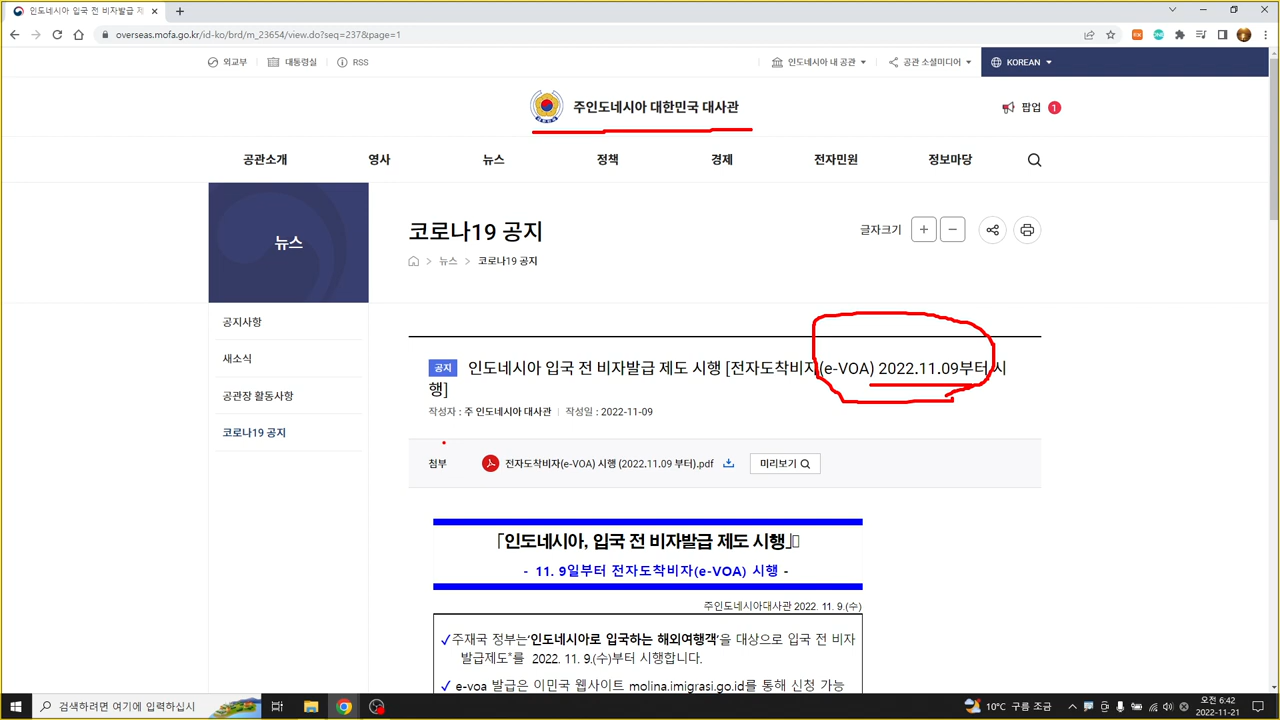 인도네시아 입국 전 비자발급 제
overseas.mofa.go.kr/id-ko/brd/m_23654/view.do?seq=237&page=1
외교부 대통령실 RSS 인도네시아 내 공관 공관 소셜미디어 KOREAN
주인도네시아 대한민국 대사관 팝업 1
공관소개 영사 뉴스 정책 경제 전자민원 정보마당
뉴스
코로나19 공지 글자크기 + -
뉴스 > 코로나19 공지
공지사항
새소식
공관장 활동사항
코로나19 공지
공지 인도네시아 입국 전 비자발급 제도 시행 [전자도착비자(e-VOA) 2022.11.09부터 시
행]
작성자 : 주 인도네시아 대사관 작성일 : 2022-11-09
첨부 전자도착비자(e-VOA) 시행 (2022.11.09 부터).pdf 미리보기
「인도네시아, 입국 전 비자발급 제도 시행」
- 11. 9일부터 전자도착비자(e-VOA) 시행 -
주인도네시아대사관 2022. 11. 9.(수)
✓주재국 정부는'인도네시아로 입국하는 해외여행객'을 대상으로 입국 전 비자
발급제도*를 2022. 11. 9.(수)부터 시행합니다.
✓ e-voa 발급은 이민국 웹사이트 molina.imigrasi.go.id를 통해 신청 가능
검색하려면 여기에 입력하십시 10°C 구름 조금 오전 6:42
2022-11-21